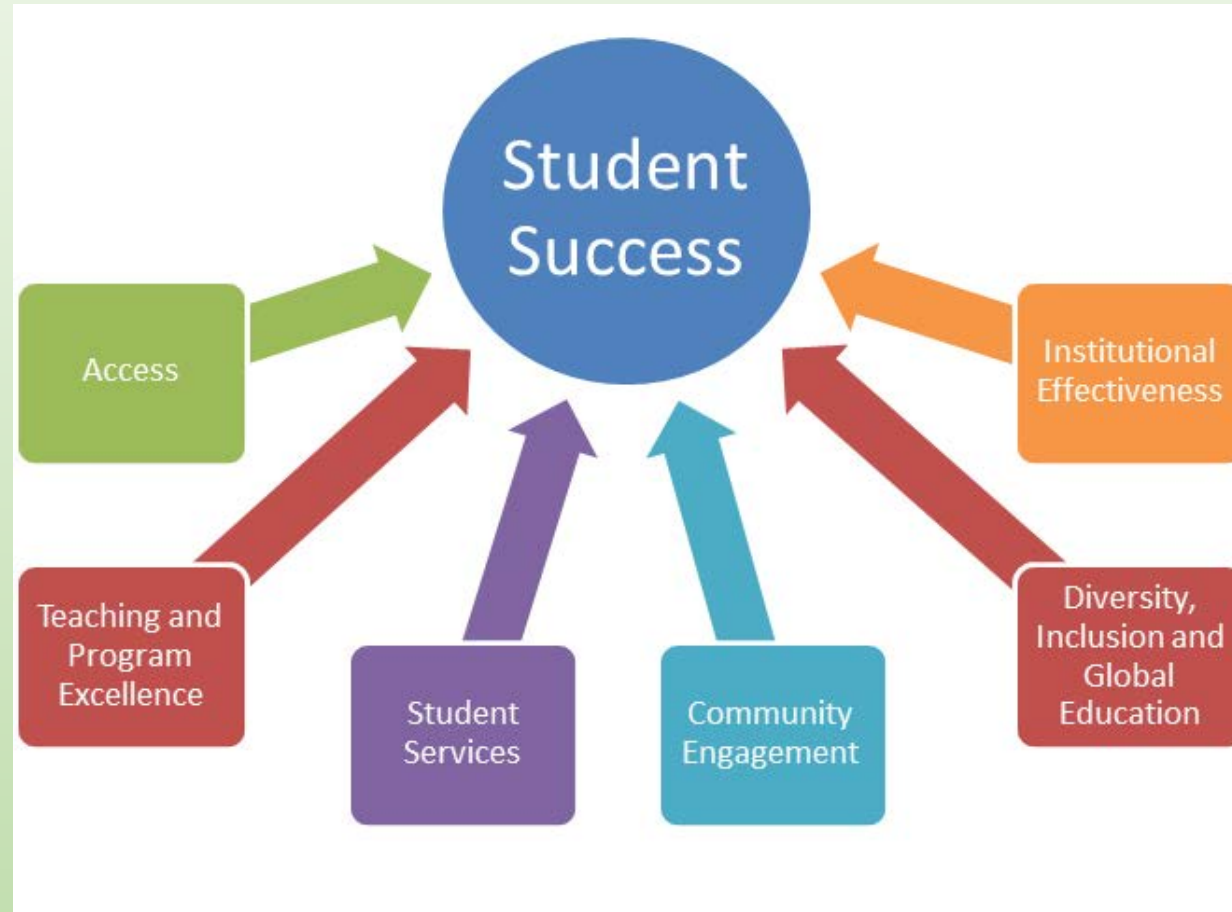 Student
Success
Access
Institutional
Effectiveness
Teaching and
Program
Excellence
Student
Services
Community
Engagement
Diversity,
Inclusion and
Global
Education